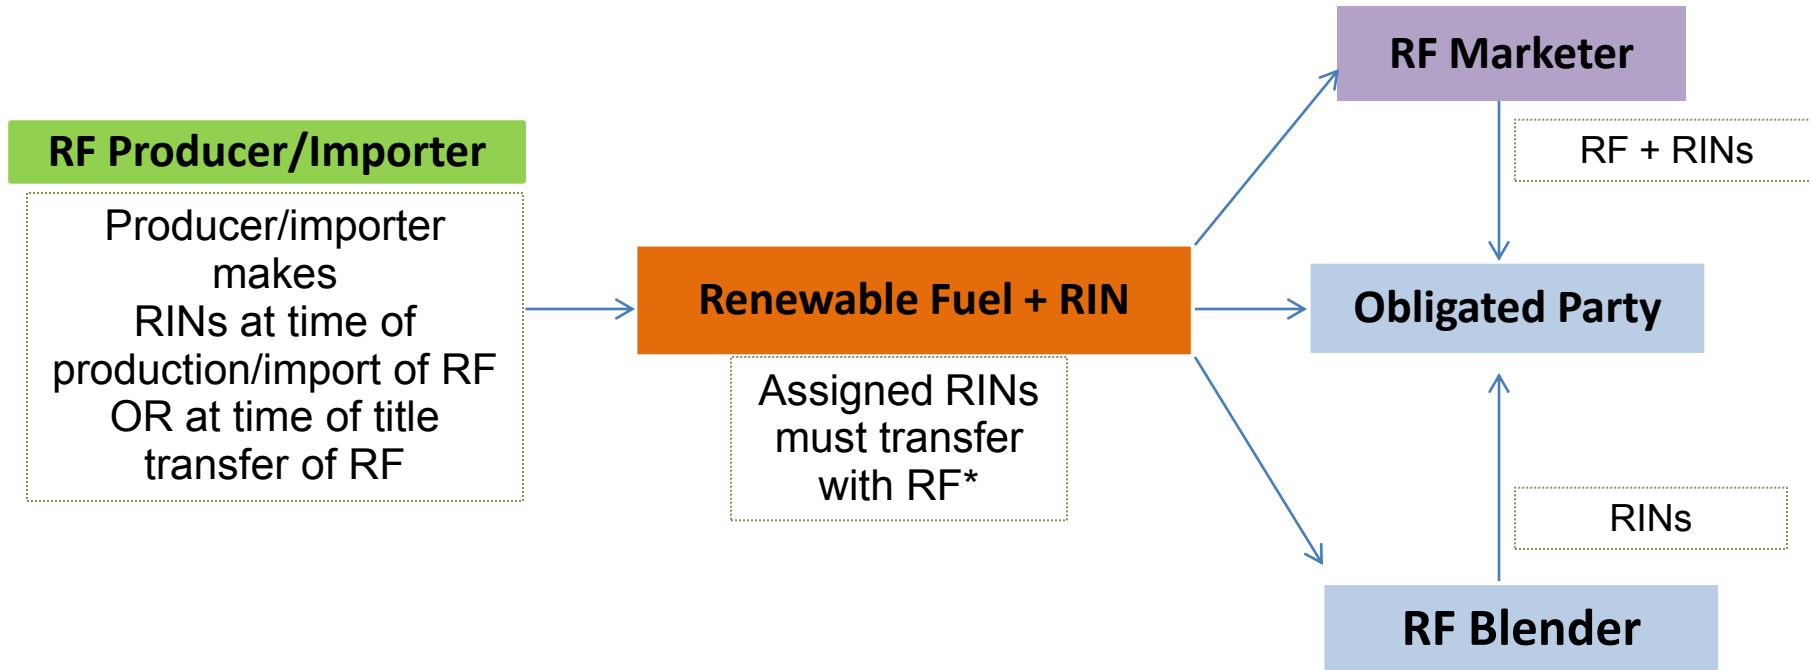 RF Producer/Importer
Producer/importer
makes
RINs at time of
production/import of RF
OR at time of title
transfer of RF
Renewable Fuel + RIN
Assigned RINs
must transfer
with RF*
RF Marketer
RF + RINs
Obligated Party
RINs
RF Blender